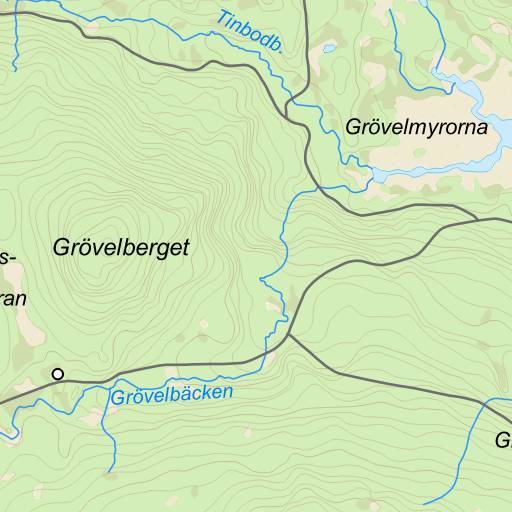 Tinbodb.
Grövelmyrorna
Grövelberget
s-
ran
Grövelbäcken